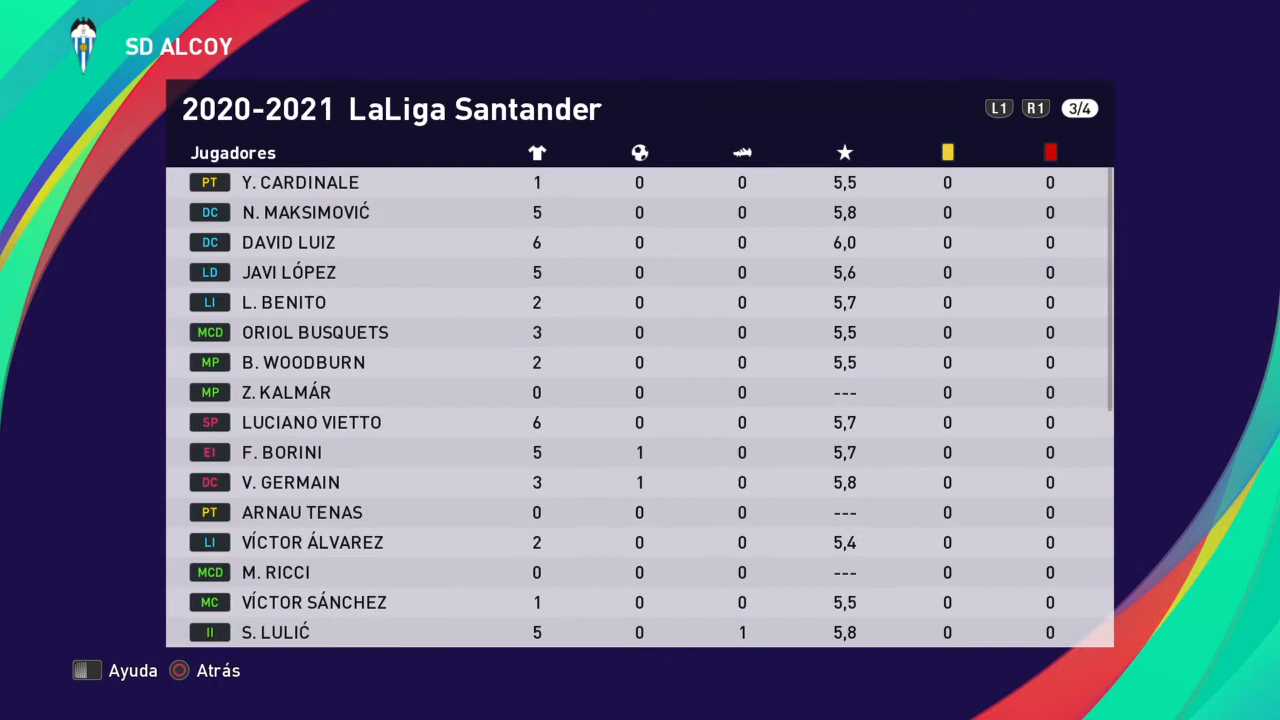 SD ALCOY
2020-2021 LaLiga Santander L1 R1 3/4
Jugadores
PT Y. CARDINALE 1 0 0 5,5 0 0
DC N. MAKSIMOVIĆ 5 0 0 5,8 0 0
DC DAVID LUIZ 6 0 0 6,0 0 0
LD JAVI LÓPEZ 5 0 0 5,6 0 0
LI L. BENITO 2 0 0 5,7 0 0
MCD ORIOL BUSQUETS 3 0 0 5,5 0 0
MP B. WOODBURN 2 0 0 5,5 0 0
MP Z. KALMÁR 0 0 0 --- 0 0
SP LUCIANO VIETTO 6 0 0 5,7 0 0
EI F. BORINI 5 1 0 5,7 0 0
DC V. GERMAIN 3 1 0 5,8 0 0
PT ARNAU TENAS 0 0 0 --- 0 0
LI VÍCTOR ÁLVAREZ 2 0 0 5,4 0 0
MCD M. RICCI 0 0 0 --- 0 0
MC VÍCTOR SÁNCHEZ 1 0 0 5,5 0 0
II S. LULIĆ 5 0 1 5,8 0 0
Ayuda Atrás